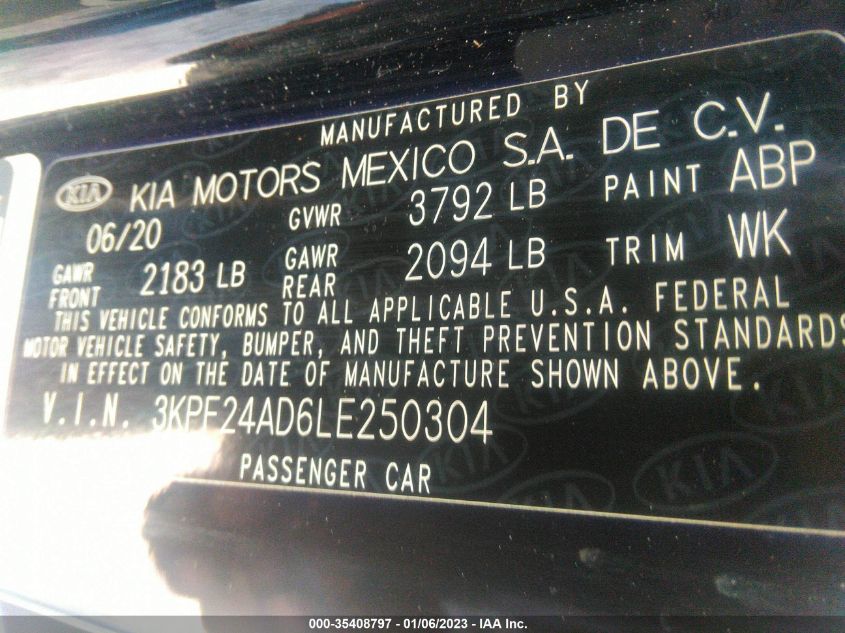 MANUFACTURED BY
KIA KIA MOTORS MEXICO S.A. DE C.V.
06/20 GVWR 3792 LB PAINT ABP
GAWR FRONT 2183 LB GAWR REAR 2094 LB TRIM WK
THIS VEHICLE CONFORMS TO ALL APPLICABLE U.S.A. FEDERAL
MOTOR VEHICLE SAFETY, BUMPER, AND THEFT PREVENTION STANDARDS
IN EFFECT ON THE DATE OF MANUFACTURE SHOWN ABOVE.
V.I.N. 3KPF24AD6LE250304
PASSENGER CAR
000-35408797 - 01/06/2023 - IAA Inc.